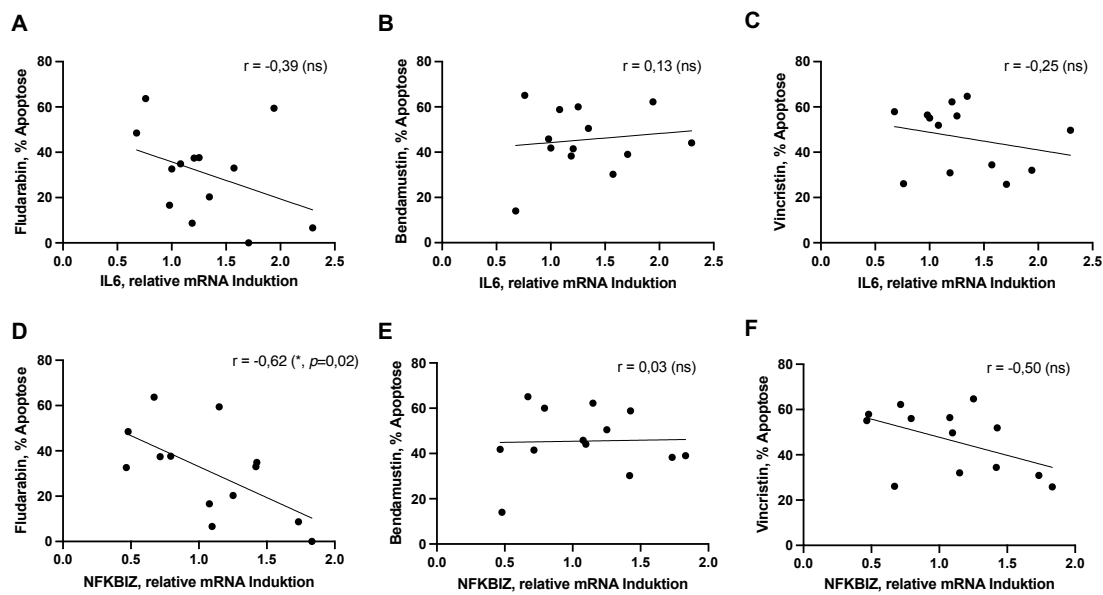 A
r = -0,39 (ns)
Fludarabin, % Apoptose
80
60
40
20
0
0.0 0.5 1.0 1.5 2.0 2.5
IL6, relative mRNA Induktion
B
r = 0,13 (ns)
Bendamustin, % Apoptose
80
60
40
20
0
0.0 0.5 1.0 1.5 2.0 2.5
IL6, relative mRNA Induktion
C
r = -0,25 (ns)
Vincristin, % Apoptose
80
60
40
20
0
0.0 0.5 1.0 1.5 2.0 2.5
IL6, relative mRNA Induktion
D
r = -0,62 (*, p=0,02)
Fludarabin, % Apoptose
80
60
40
20
0
0.0 0.5 1.0 1.5 2.0
NFKBIZ, relative mRNA Induktion
E
r = 0,03 (ns)
Bendamustin, % Apoptose
80
60
40
20
0
0.0 0.5 1.0 1.5 2.0
NFKBIZ, relative mRNA Induktion
F
r = -0,50 (ns)
Vincristin, % Apoptose
80
60
40
20
0
0.0 0.5 1.0 1.5 2.0
NFKBIZ, relative mRNA Induktion